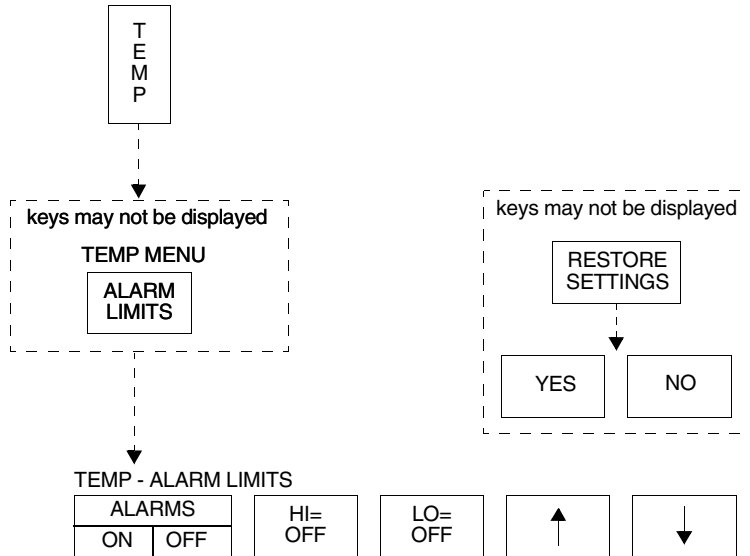 T
E
M
P
keys may not be displayed
TEMP MENU
ALARM
LIMITS
keys may not be displayed
RESTORE
SETTINGS
YES
NO
TEMP - ALARM LIMITS
ALARMS
ON
OFF
HI=
OFF
LO=
OFF